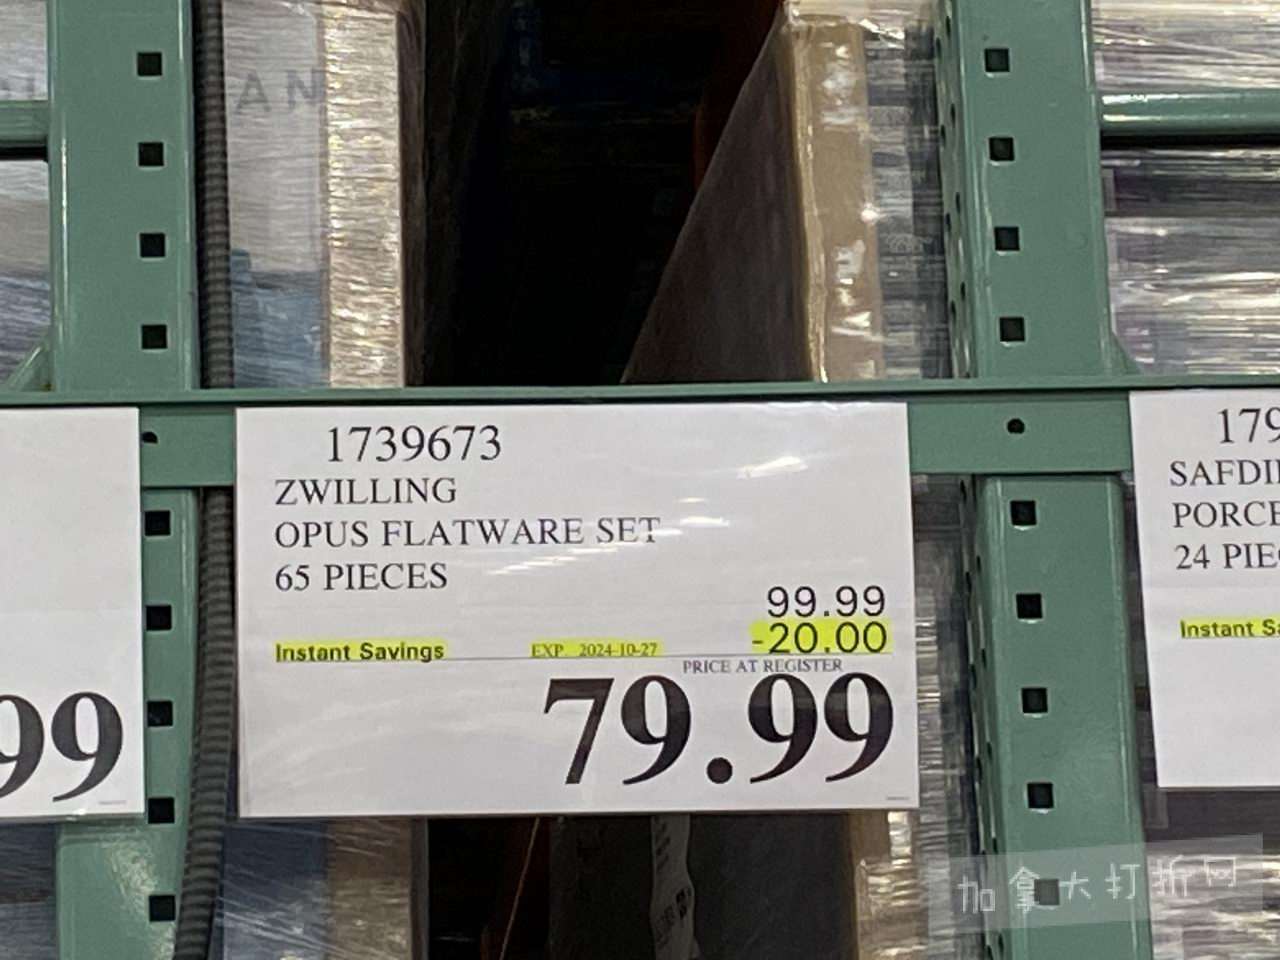 AN
1739673
ZWILLING
OPUS FLATWARE SET
65 PIECES
99.99
Instant Savings EXP 2024-10-27 -20.00
PRICE AT REGISTER
79.99
99
179
SAFDI
PORCE
24 PIE
Instant Sa
加拿大打折网